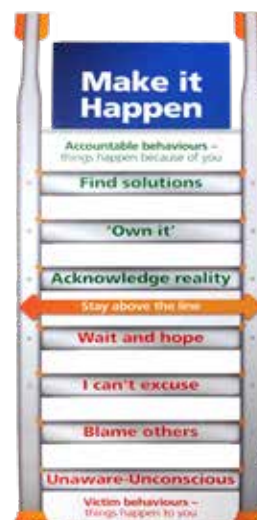 Make it
Happen
Accountable behaviours –
things happen because of you
Find solutions
'Own it'
Acknowledge reality
Stay above the line
Wait and hope
I can't excuse
Blame others
Unaware-Unconscious
Victim behaviours –
things happen to you